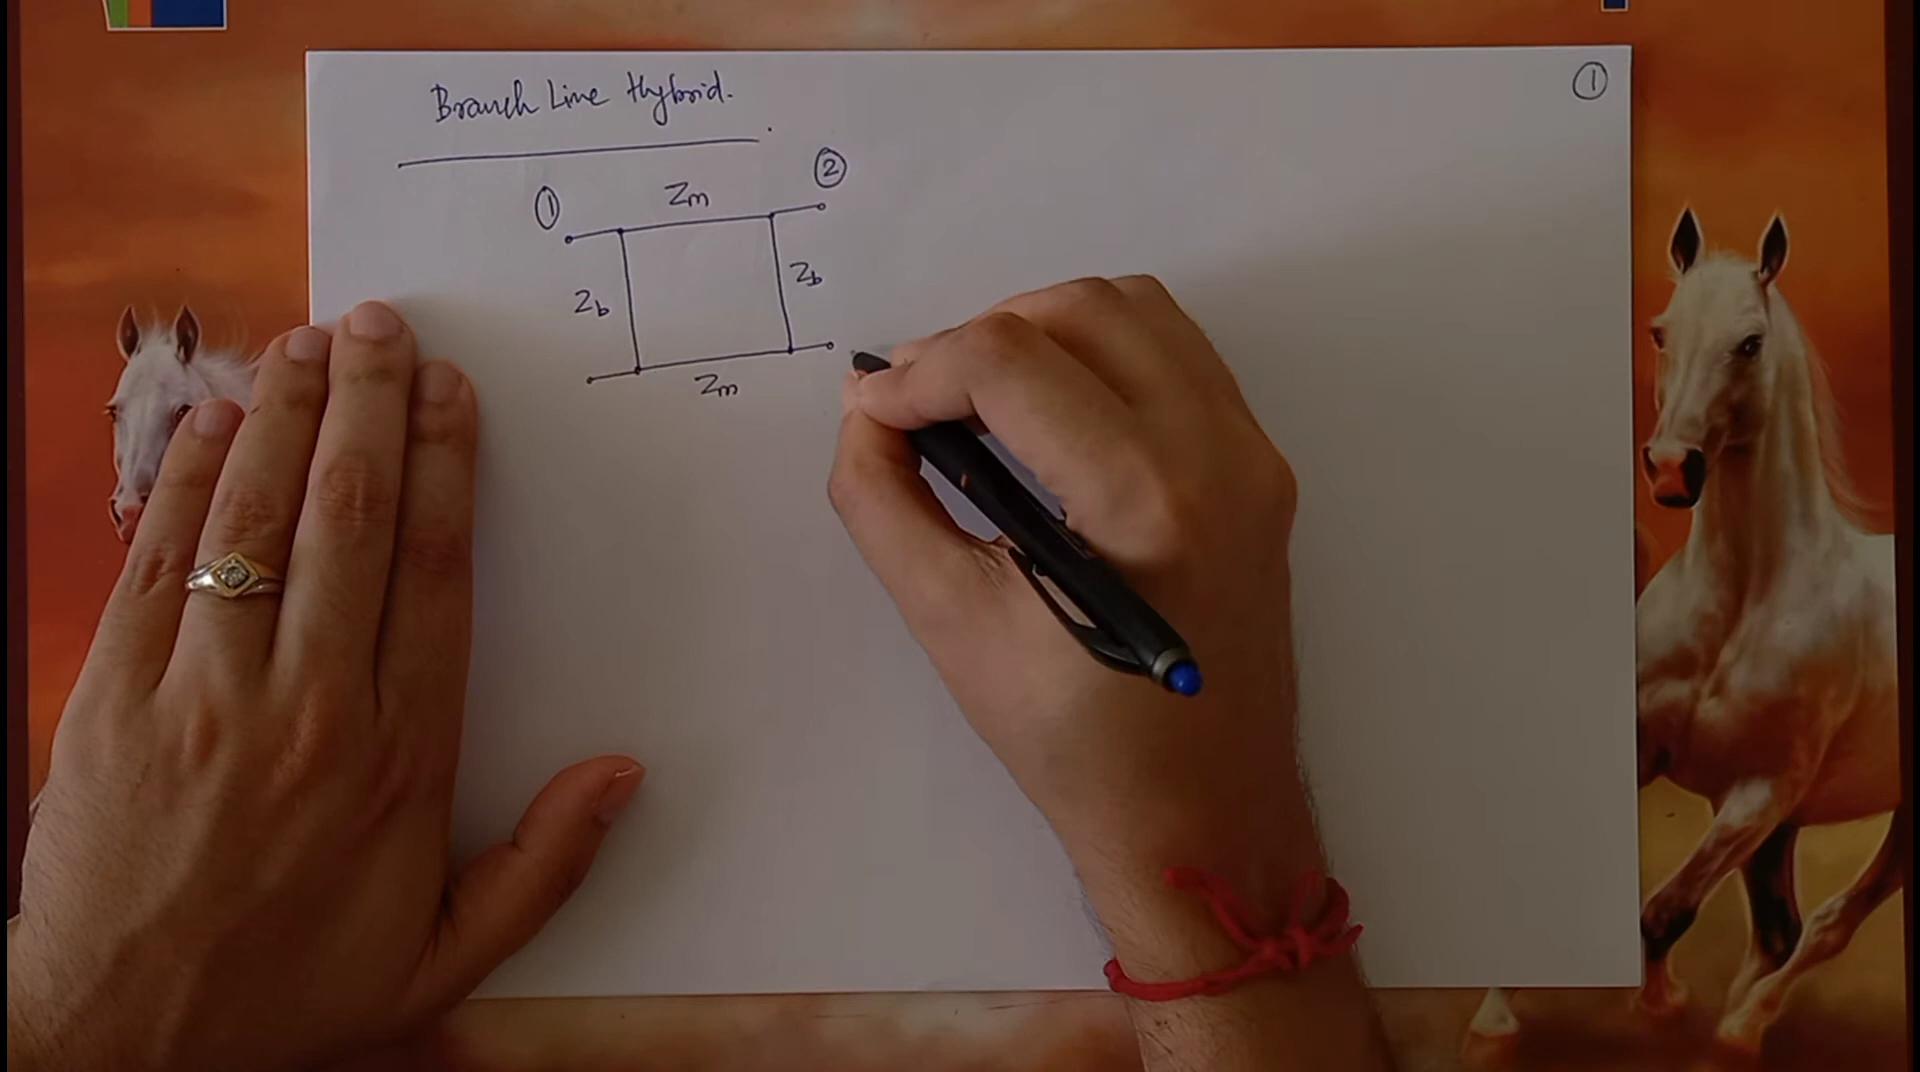 Branch Line Hybrid.
①
① Zm ②
Zb Zb
Zm